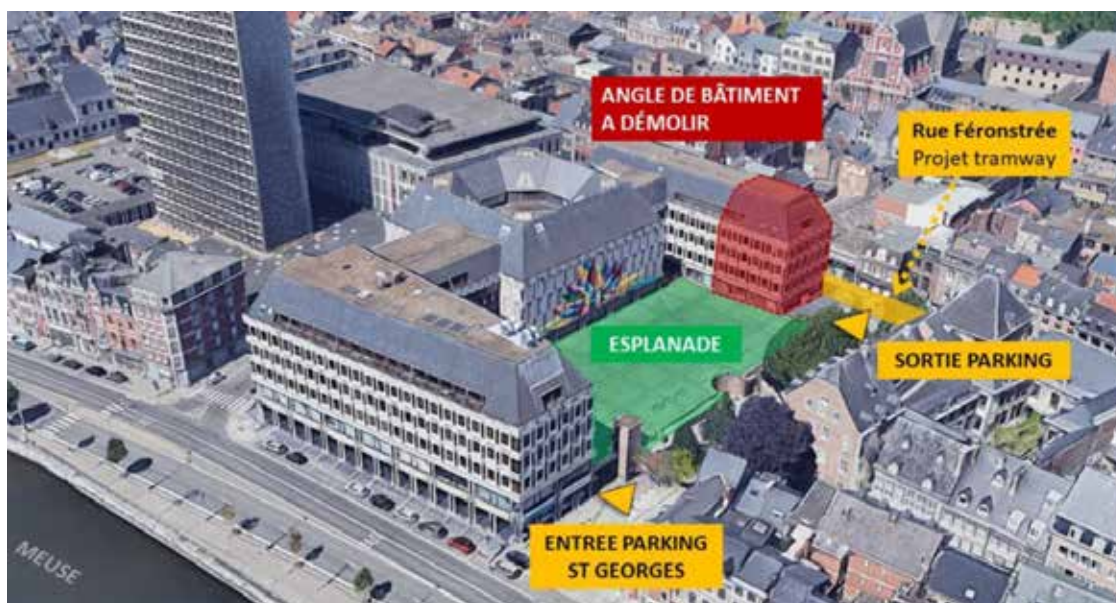 ANGLE DE BÂTIMENT
A DÉMOLIR
Rue Féronstrée
Projet tramway
ESPLANADE
SORTIE PARKING
ENTREE PARKING
ST GEORGES
MEUSE